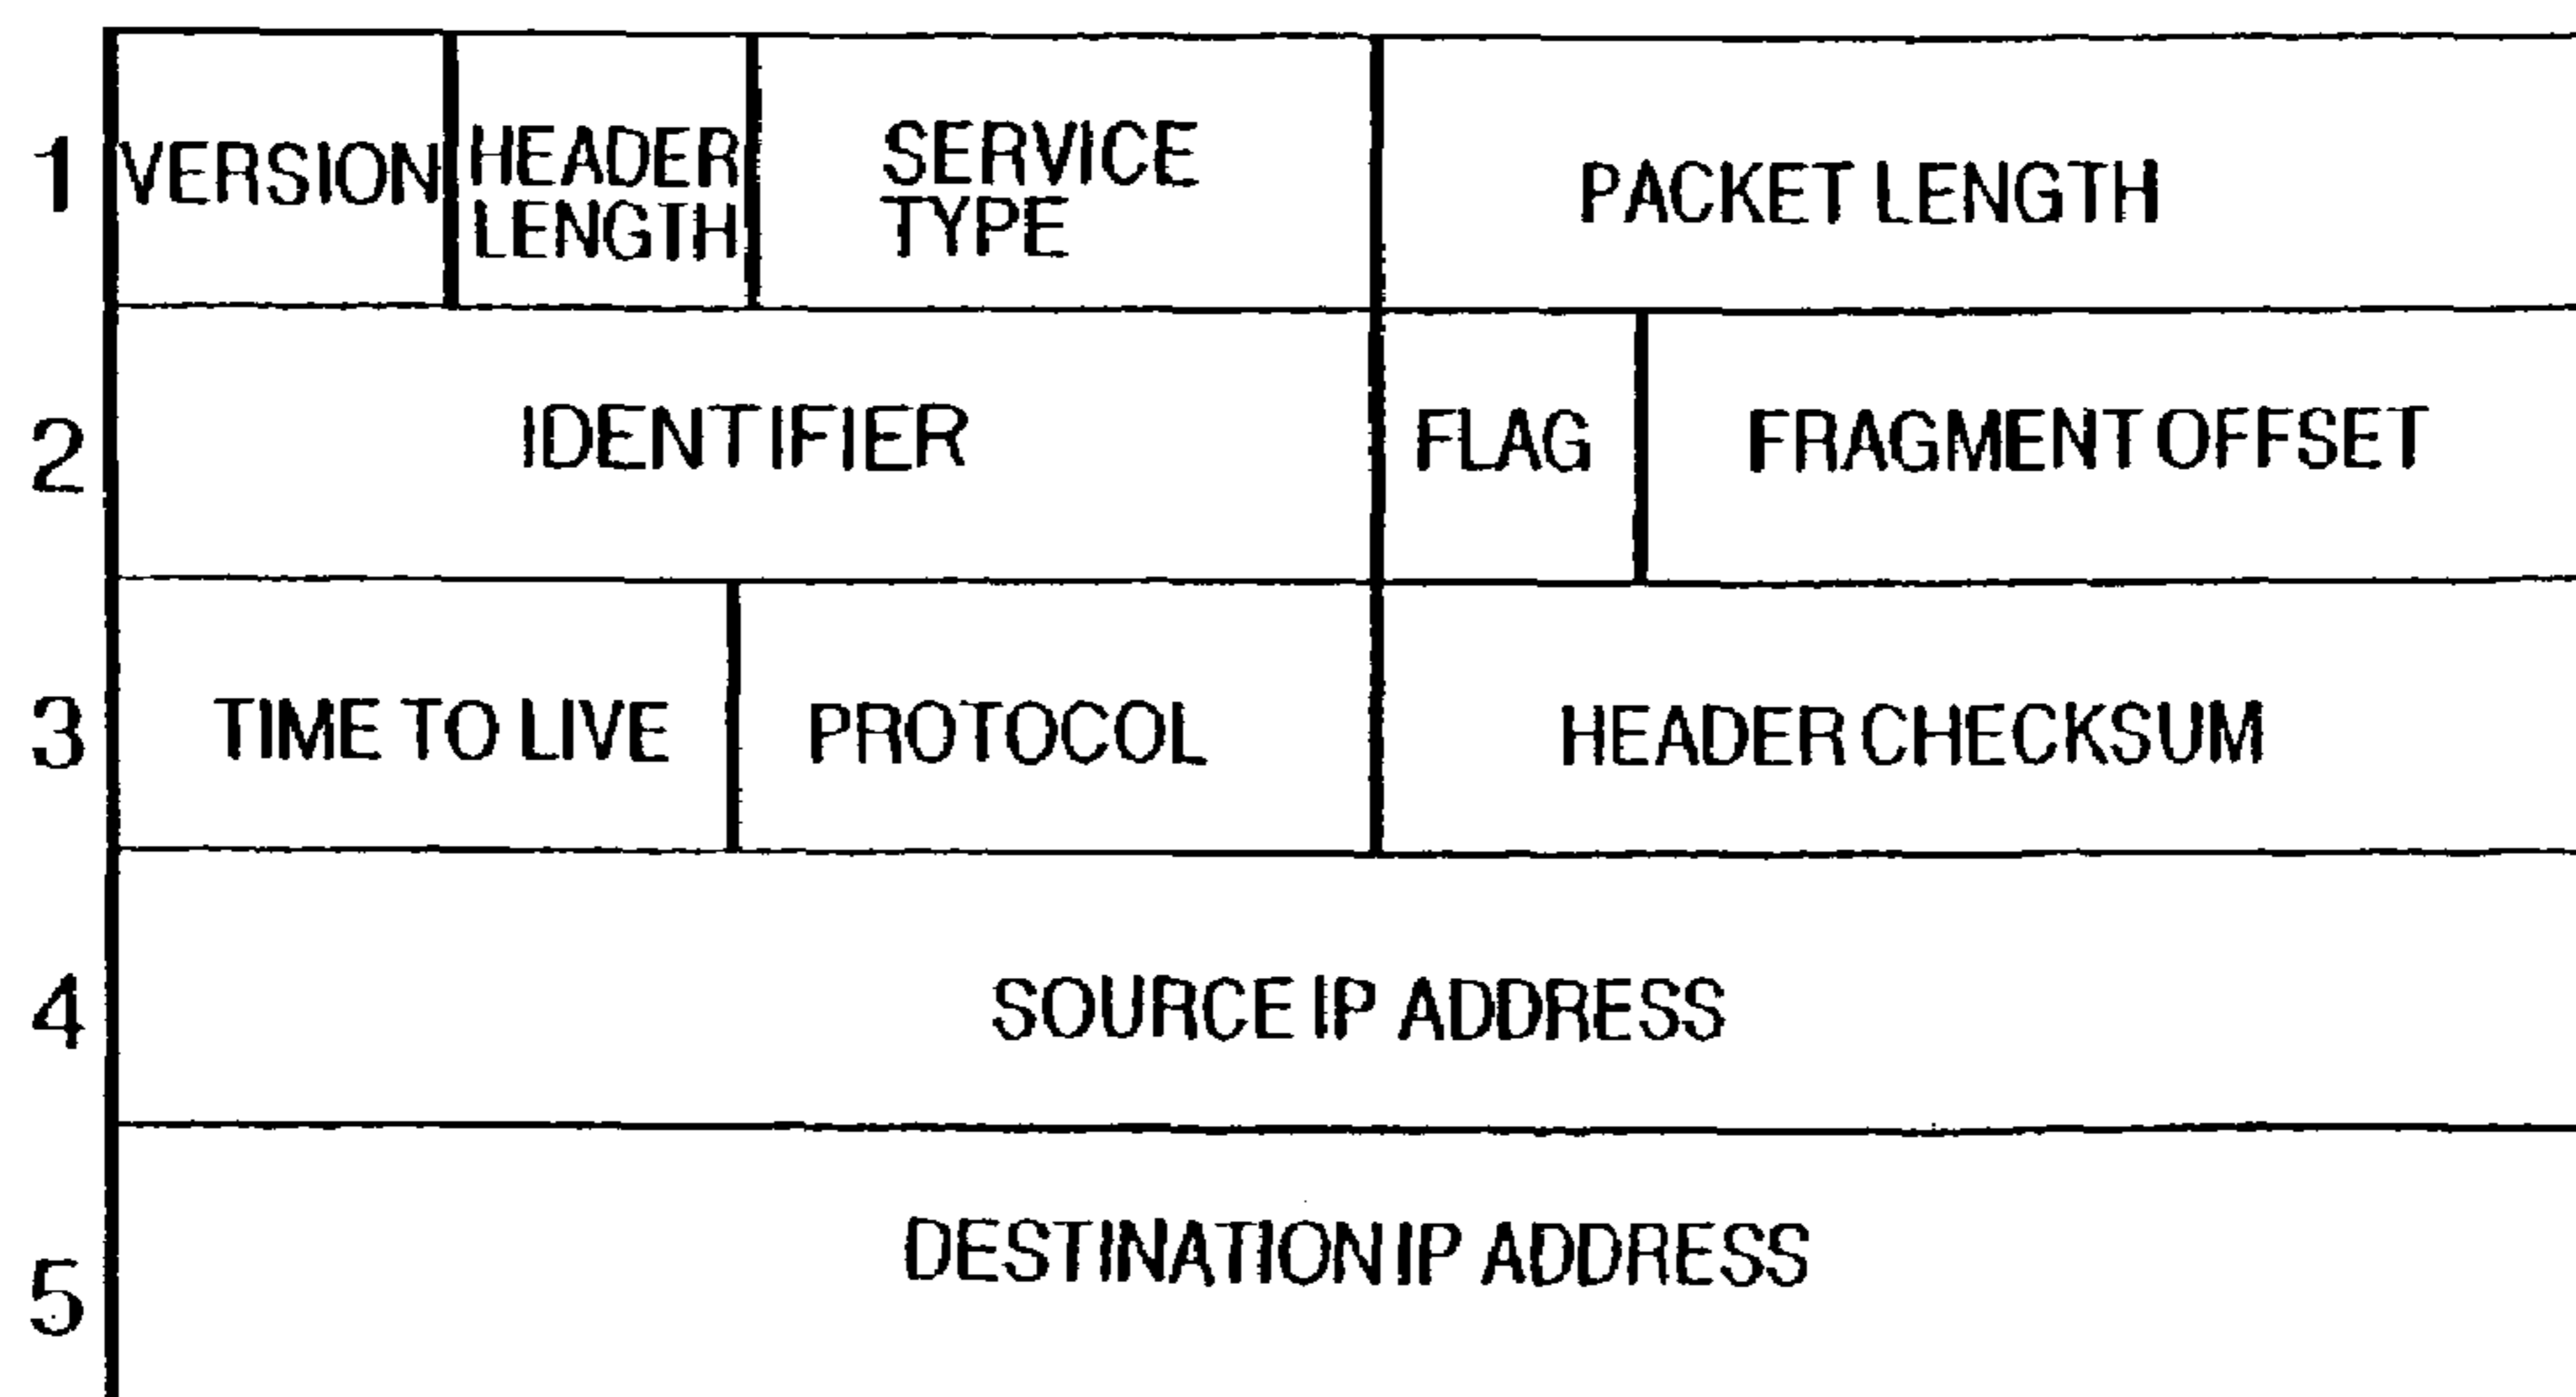 1 VERSION HEADER LENGTH SERVICE TYPE PACKET LENGTH
2 IDENTIFIER FLAG FRAGMENT OFFSET
3 TIME TO LIVE PROTOCOL HEADER CHECKSUM
4 SOURCE IP ADDRESS
5 DESTINATION IP ADDRESS